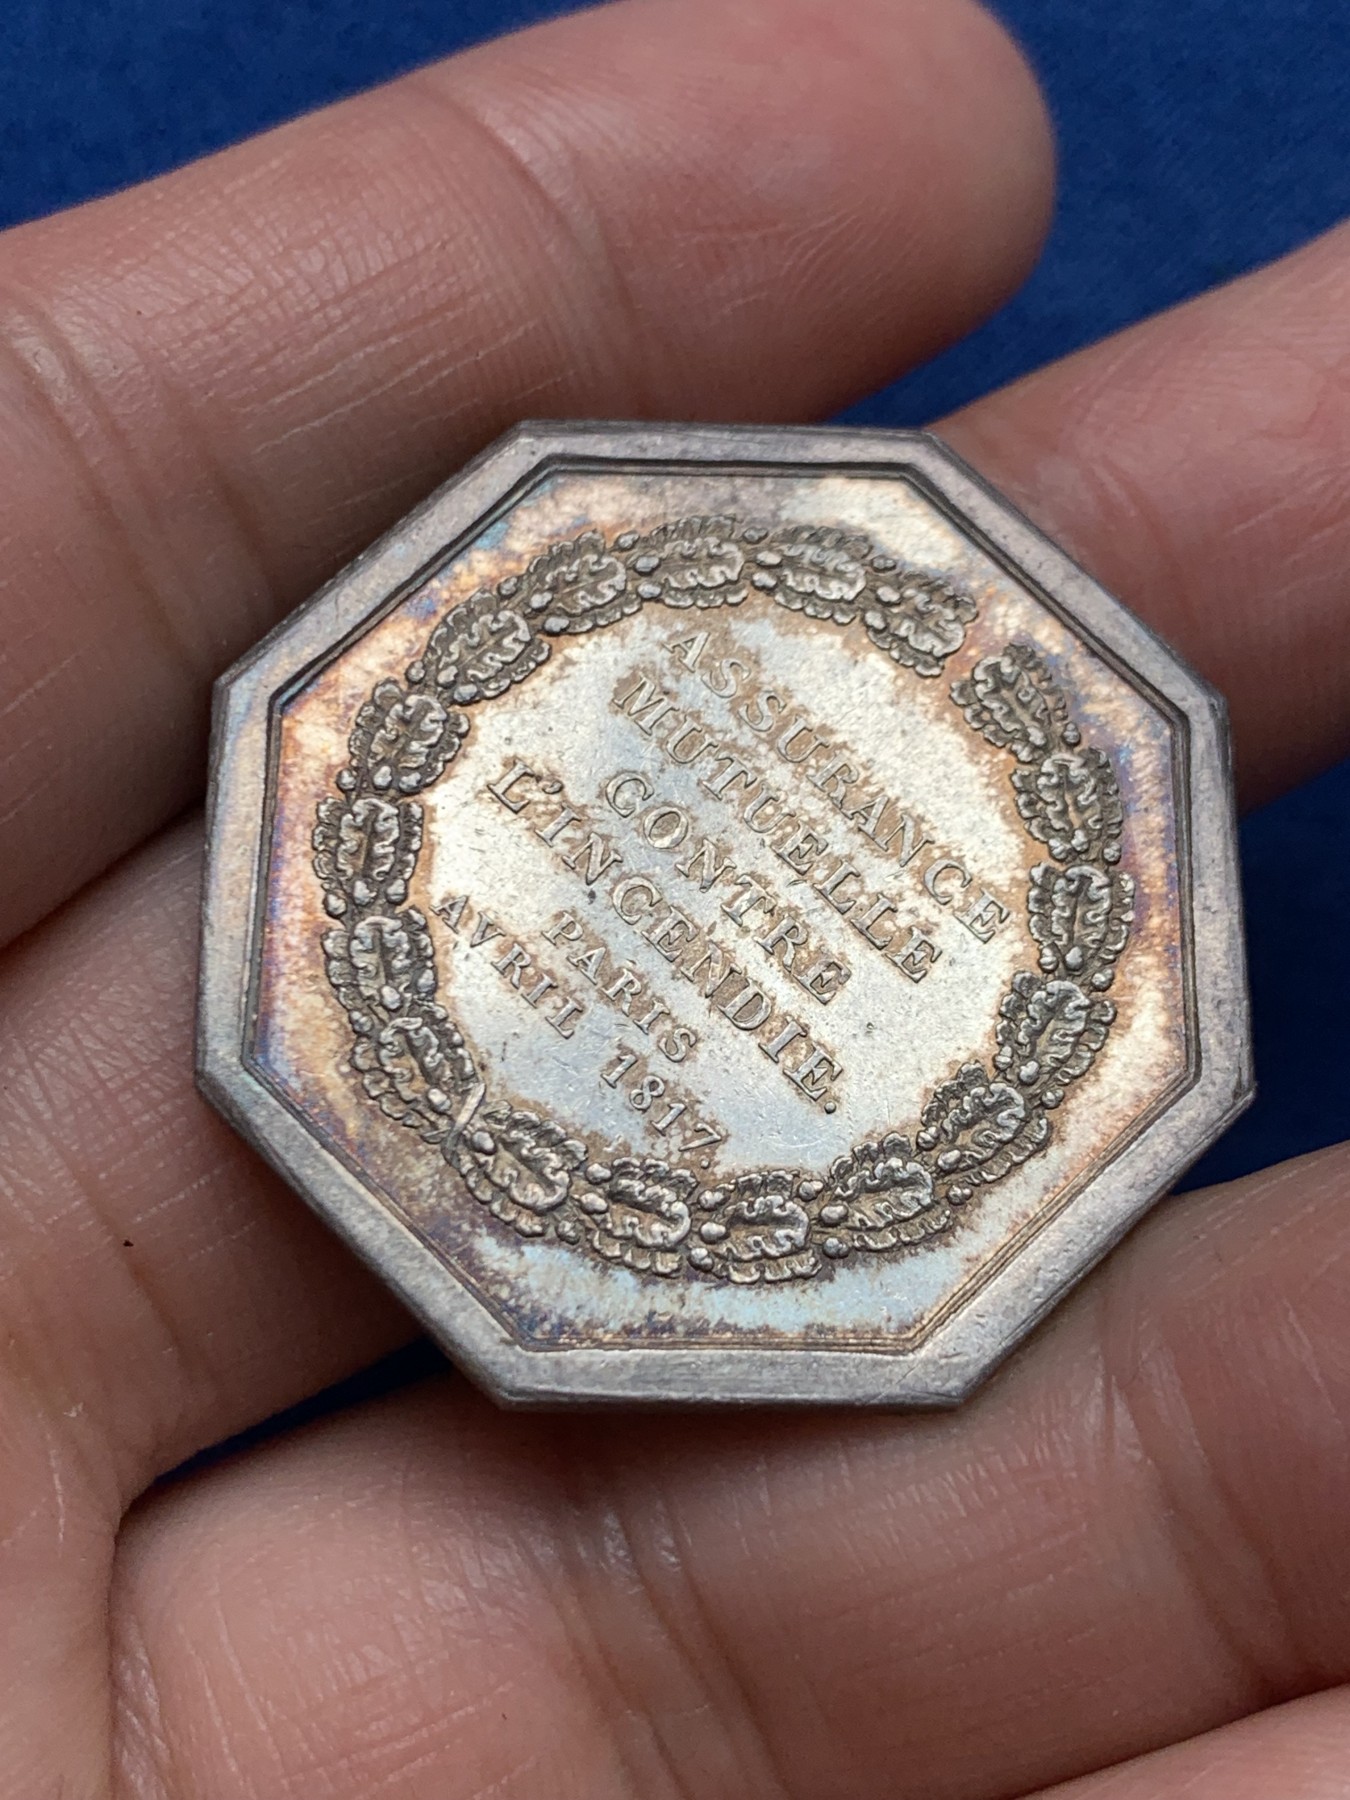 ASSURANCE
MUTUELLE
CONTRE
L'INCENDIE.
PARIS
AVRIL 1817.